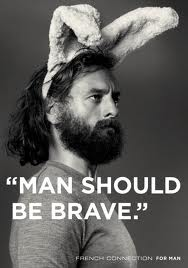 “MAN SHOULD
BE BRAVE.”
FRENCH CONNECTION FOR MAN